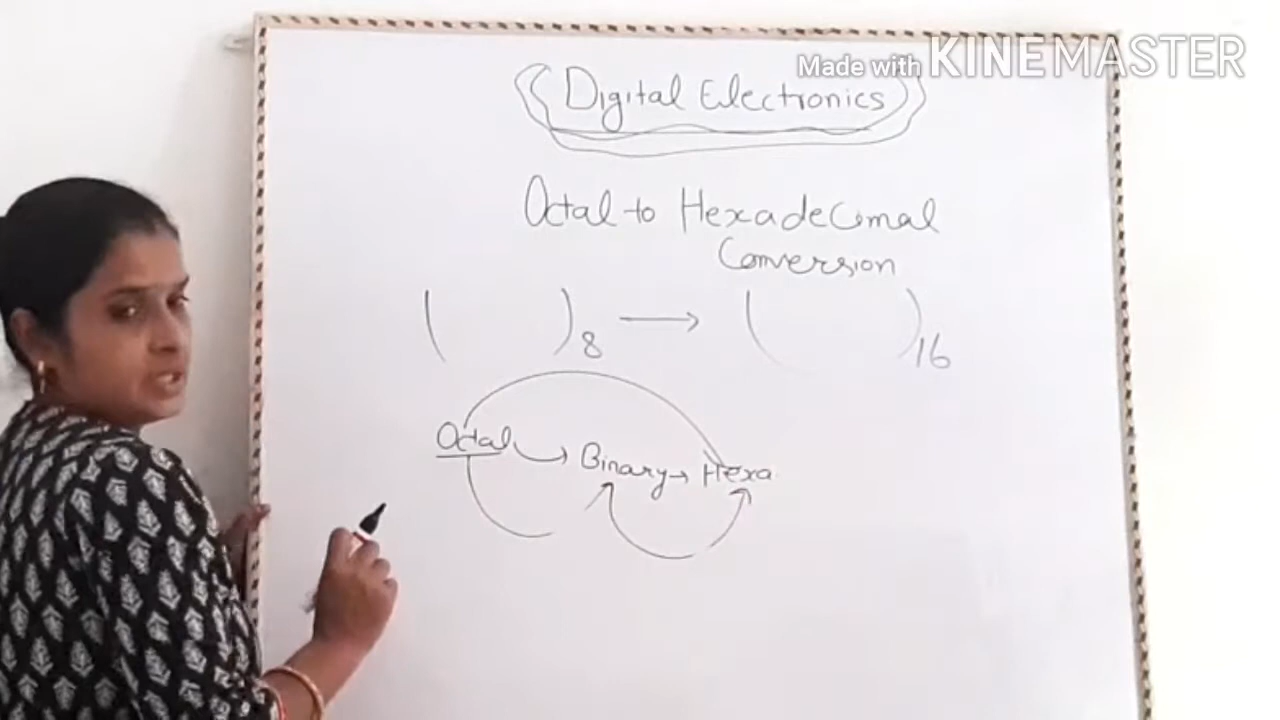 Made with KINEMASTER
Digital Electronics
Octal to Hexadecimal
Conversion
( )8 → ( )16
Octal → Binary → Hexa